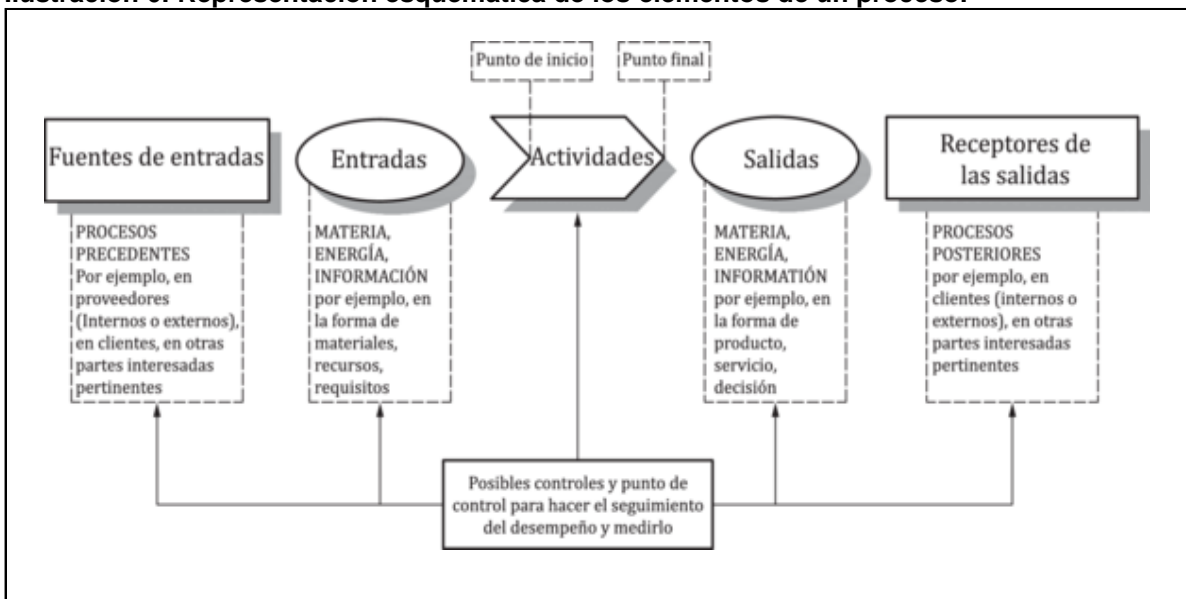 Ilustración 6. Representación esquemática de los elementos de un proceso.
Punto de inicio
Punto final
Fuentes de entradas
Entradas
Actividades
Salidas
Receptores de
las salidas
PROCESOS
PRECEDENTES
Por ejemplo, en
proveedores
(Internos o externos),
en clientes, en otras
partes interesadas
pertinentes
MATERIA,
ENERGÍA,
INFORMACIÓN
por ejemplo, en
la forma de
materiales,
recursos,
requisitos
MATERIA,
ENERGÍA,
INFORMATIÓN
por ejemplo, en
la forma de
producto,
servicio,
decisión
PROCESOS
POSTERIORES
por ejemplo, en
clientes (internos o
externos), en otras
partes interesadas
pertinentes
Posibles controles y punto de
control para hacer el seguimiento
del desempeño y medirlo